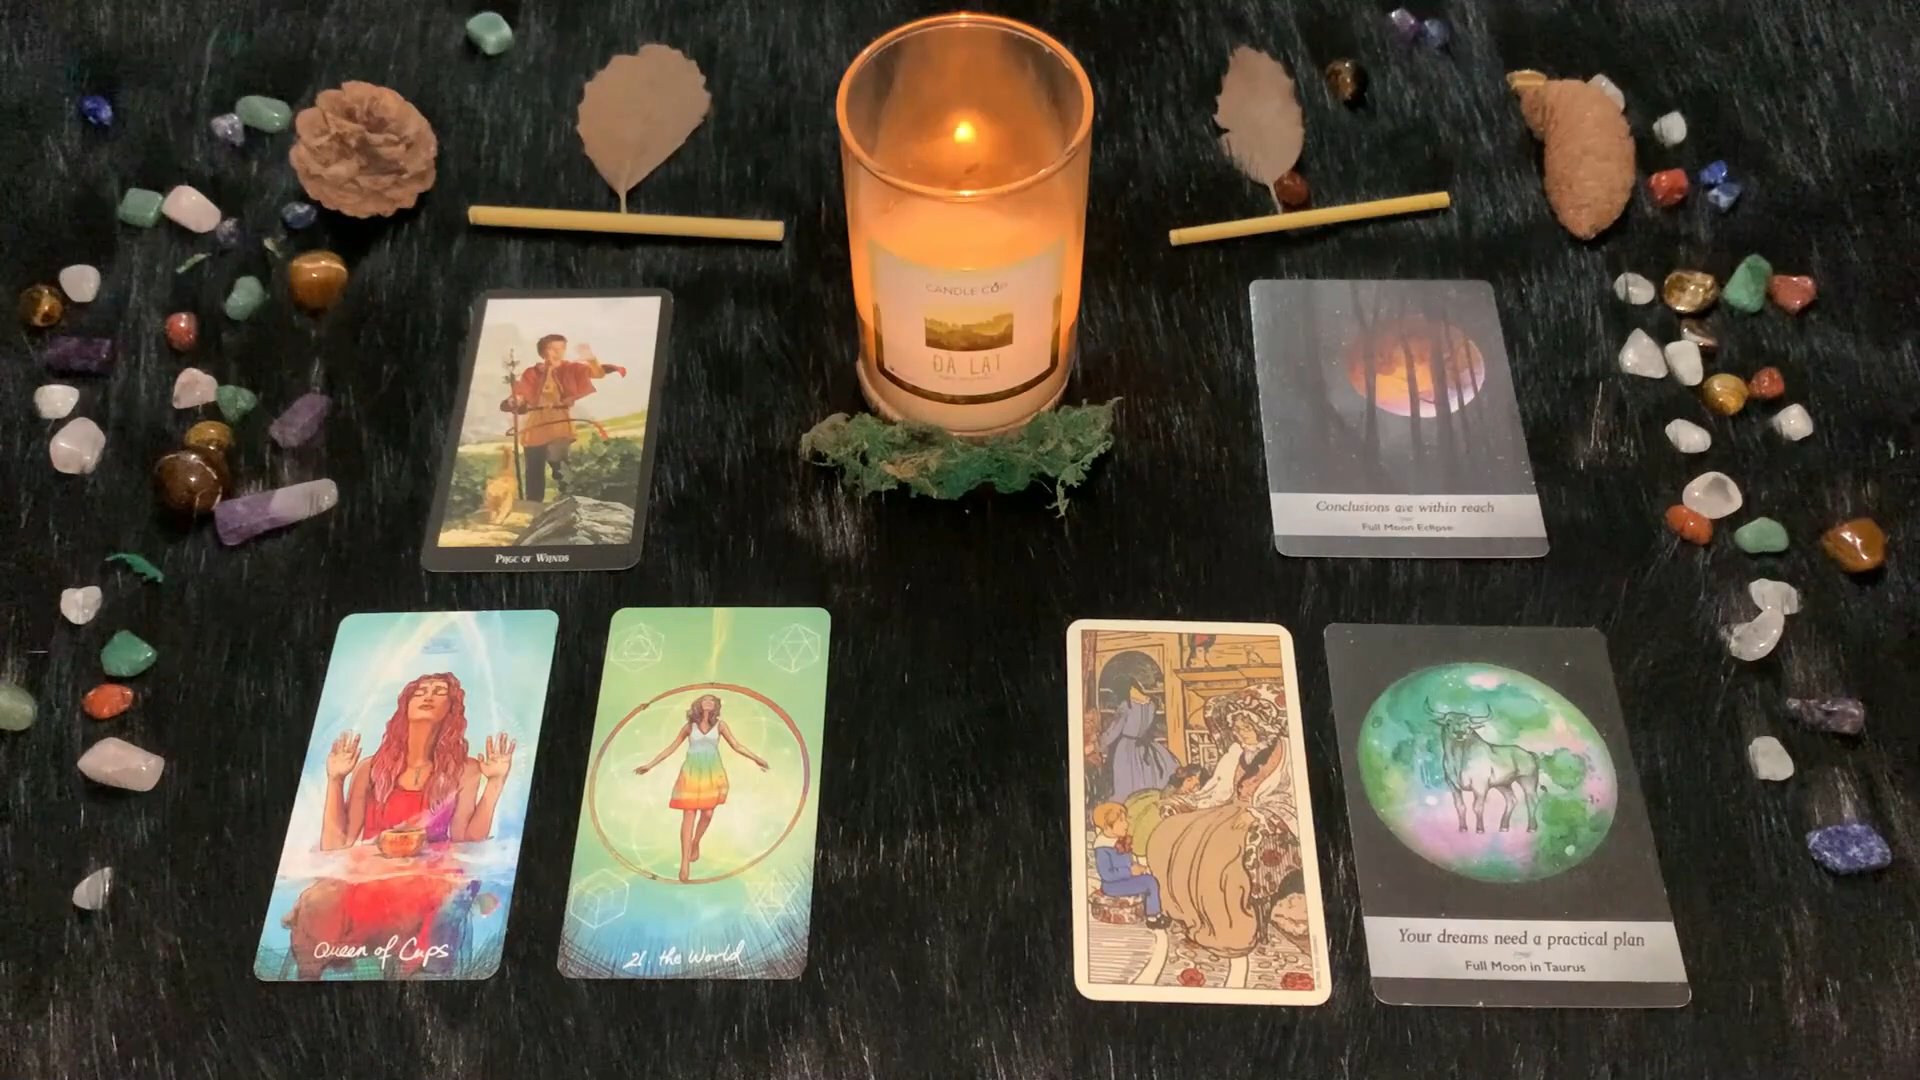 CANDLE CUP
ĐÀ LẠT
PAGE OF WANDS
Conclusions are within reach
Full Moon Eclipse
Queen of Cups
21 the World
Your dreams need a practical plan
Full Moon in Taurus